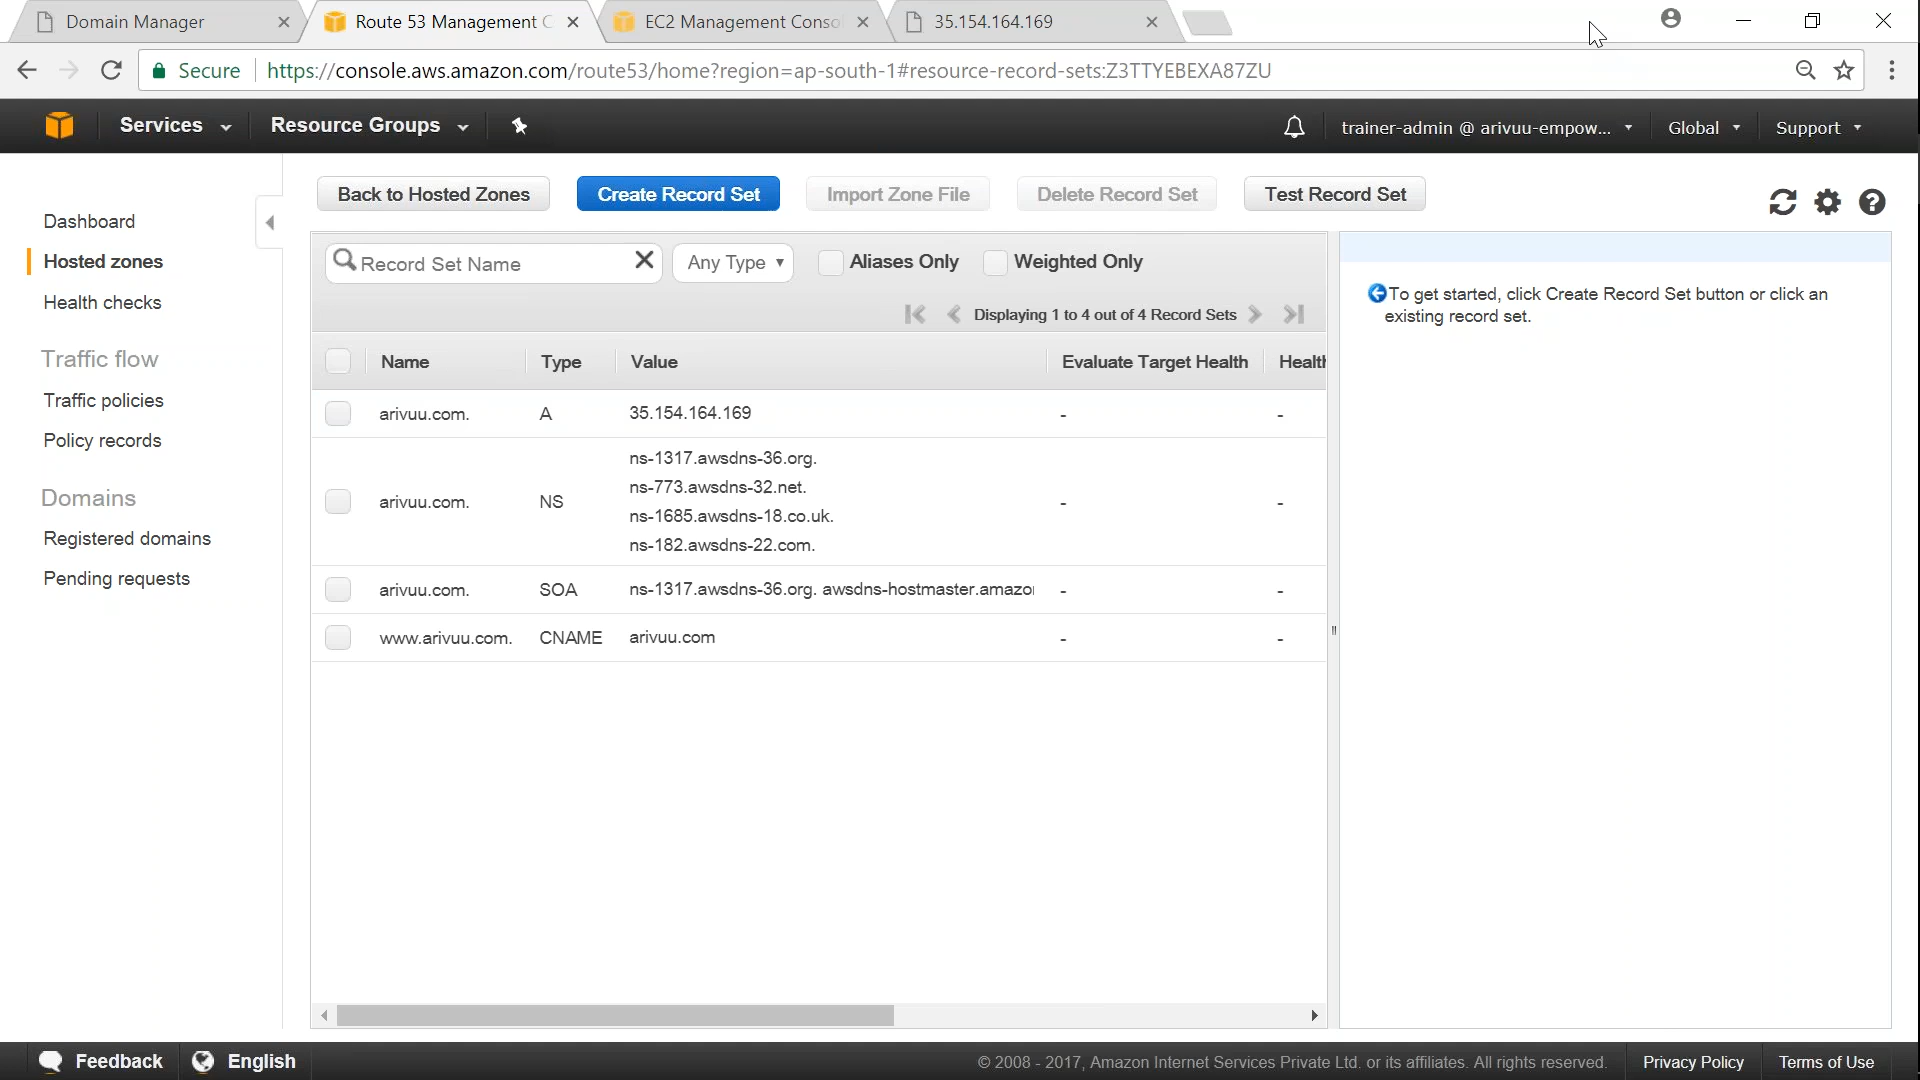 Domain Manager
Route 53 Management C
EC2 Management Conso
35.154.164.169
Secure
https://console.aws.amazon.com/route53/home?region=ap-south-1#resource-record-sets:Z3TTYEBEXA87ZU
Services
Resource Groups
trainer-admin @ arivuu-empow...
Global
Support
Dashboard
Hosted zones
Health checks
Traffic flow
Traffic policies
Policy records
Domains
Registered domains
Pending requests
Back to Hosted Zones
Create Record Set
Import Zone File
Delete Record Set
Test Record Set
Record Set Name
Any Type
Aliases Only
Weighted Only
Displaying 1 to 4 out of 4 Record Sets
Name Type Value Evaluate Target Health Health
arivuu.com. A 35.154.164.169 - -
arivuu.com. NS
ns-1317.awsdns-36.org.
ns-773.awsdns-32.net.
ns-1685.awsdns-18.co.uk.
ns-182.awsdns-22.com.
- -
arivuu.com. SOA ns-1317.awsdns-36.org. awsdns-hostmaster.amazo - -
www.arivuu.com. CNAME arivuu.com - -
To get started, click Create Record Set button or click an
existing record set.
Feedback
English
© 2008 - 2017, Amazon Internet Services Private Ltd. or its affiliates. All rights reserved.
Privacy Policy
Terms of Use